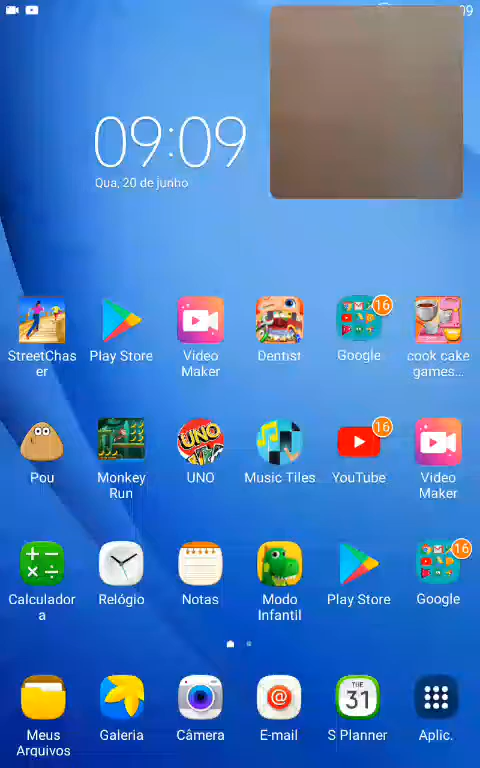 09
09:09
Qua, 20 de junho
StreetChas
er
Play Store
Video
Maker
Dentist
16
Google
cook cake
games...
Pou
Monkey
Run
UNO
UNO
Music Tiles
16
YouTube
Video
Maker
Calculador
a
Relógio
Notas
Modo
Infantil
Play Store
16
Google
Meus
Arquivos
Galeria
Câmera
@
E-mail
THE
31
S Planner
Aplic.